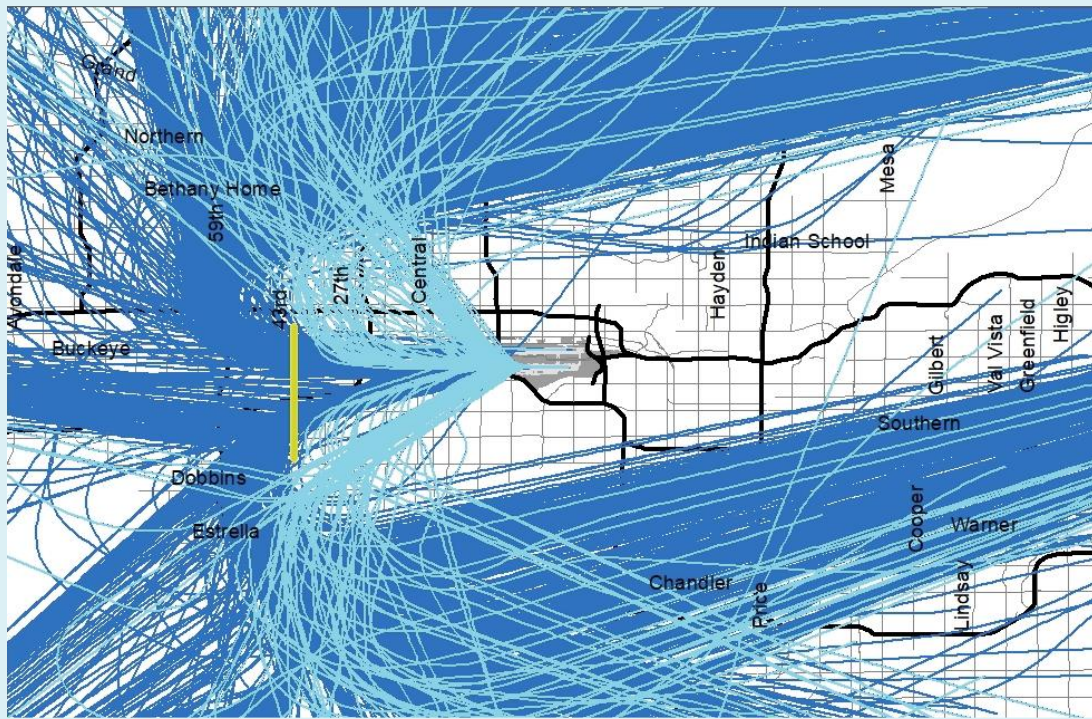 Grand
Northern
Bethany Home
59th
Avondale
43rd
27th
Central
Buckeye
Dobbins
Estrella
Mesa
Indian School
Hayden
Gilbert
Val Vista
Greenfield
Higley
Southern
Cooper
Warner
Chandler
Price
Lindsay